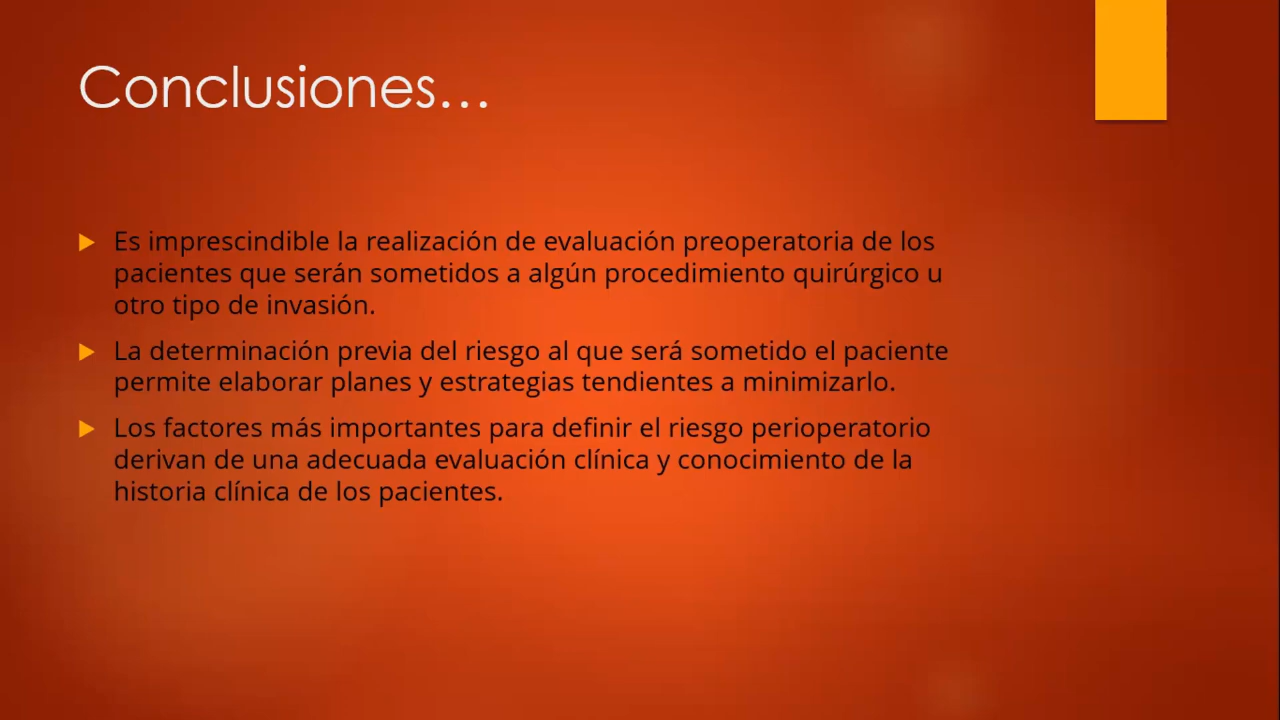 Conclusiones...
Es imprescindible la realización de evaluación preoperatoria de los
pacientes que serán sometidos a algún procedimiento quirúrgico u
otro tipo de invasión.
La determinación previa del riesgo al que será sometido el paciente
permite elaborar planes y estrategias tendientes a minimizarlo.
Los factores más importantes para definir el riesgo perioperatorio
derivan de una adecuada evaluación clínica y conocimiento de la
historia clínica de los pacientes.